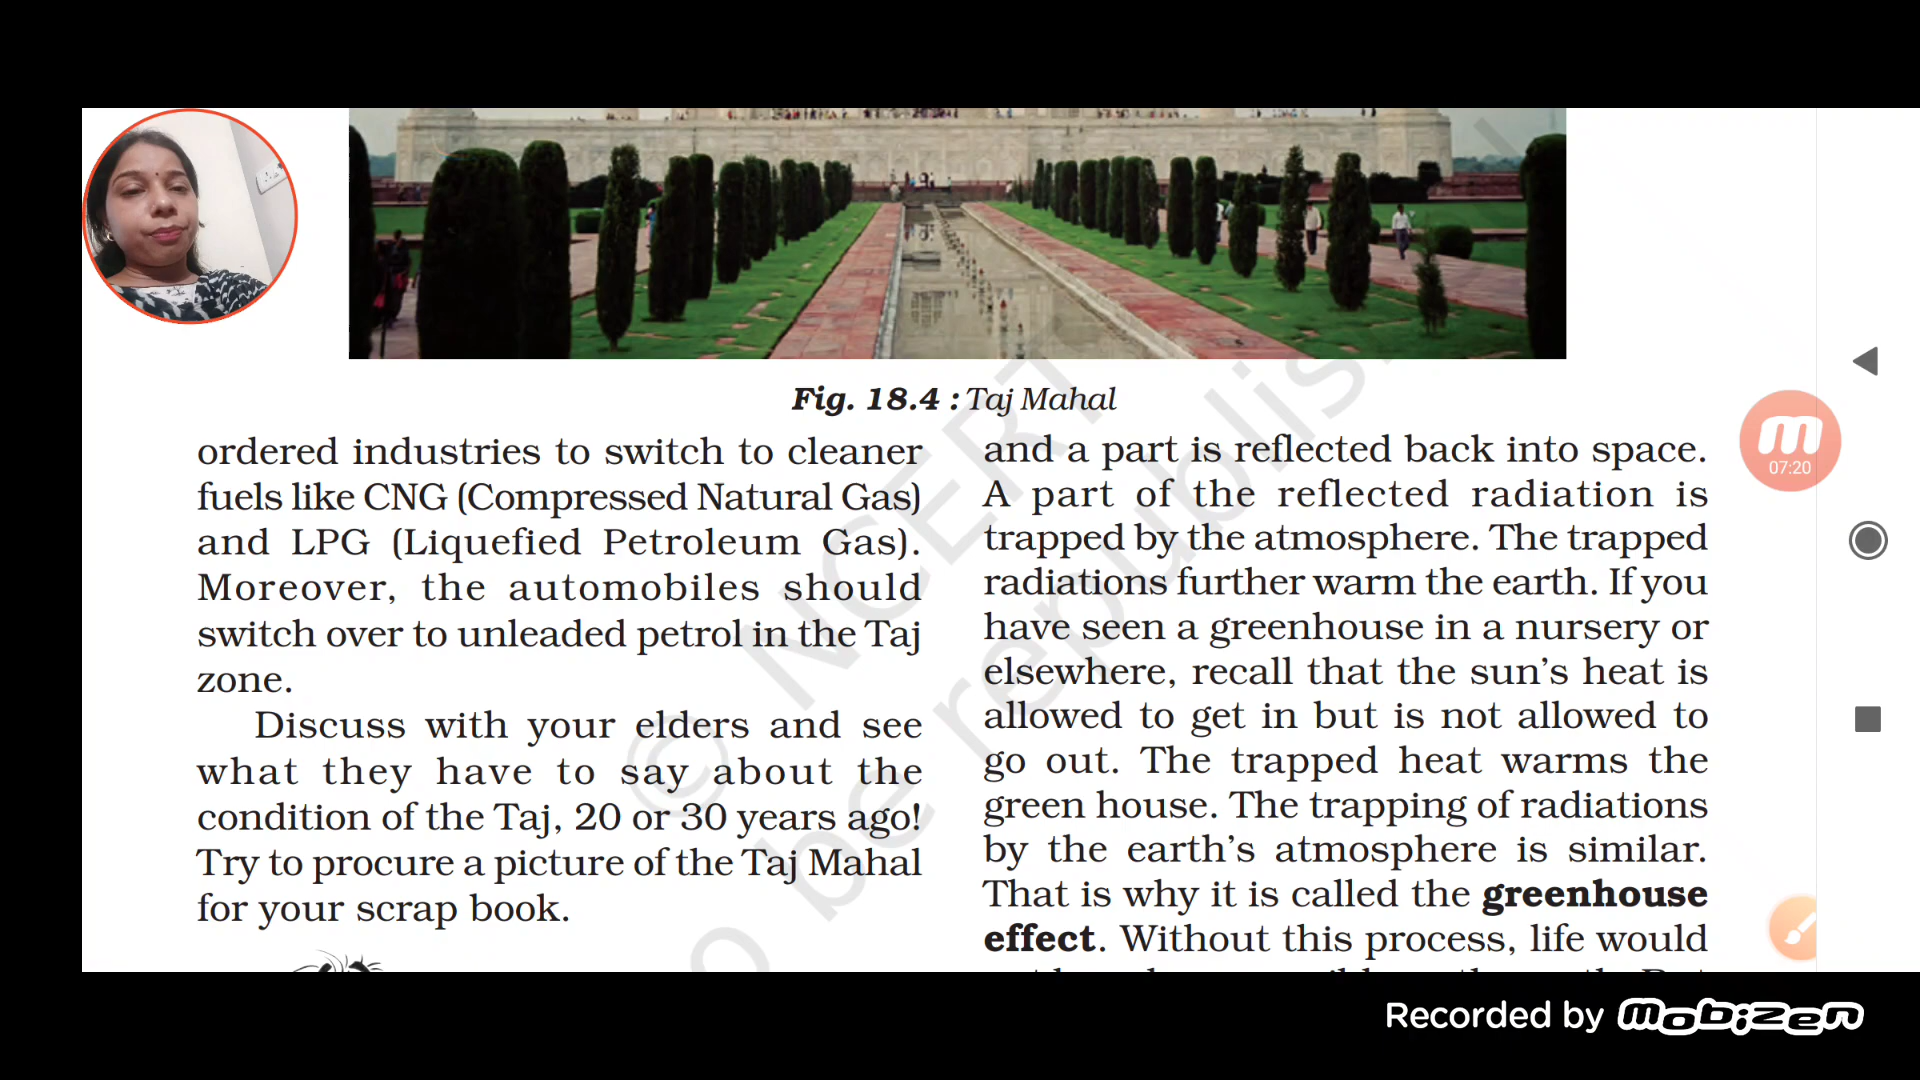 Fig. 18.4 : Taj Mahal
ordered industries to switch to cleaner
fuels like CNG (Compressed Natural Gas)
and LPG (Liquefied Petroleum Gas).
Moreover, the automobiles should
switch over to unleaded petrol in the Taj
zone.
Discuss with your elders and see
what they have to say about the
condition of the Taj, 20 or 30 years ago!
Try to procure a picture of the Taj Mahal
for your scrap book.
and a part is reflected back into space.
A part of the reflected radiation is
trapped by the atmosphere. The trapped
radiations further warm the earth. If you
have seen a greenhouse in a nursery or
elsewhere, recall that the sun's heat is
allowed to get in but is not allowed to
go out. The trapped heat warms the
green house. The trapping of radiations
by the earth's atmosphere is similar.
That is why it is called the greenhouse
effect. Without this process, life would
© NCERT
o be republis
m
07:20
Recorded by mobizen